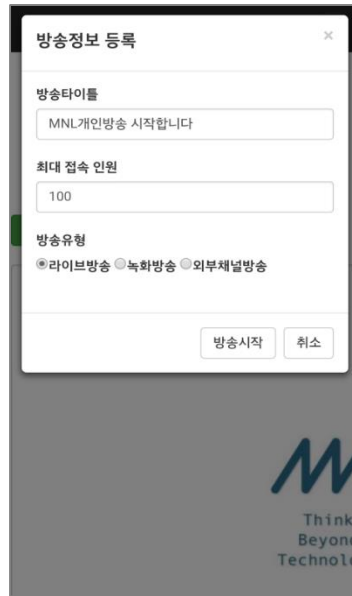 방송정보 등록 ×
방송타이틀
MNL개인방송 시작합니다
최대 접속 인원
100
방송유형
라이브방송 녹화방송 외부채널방송
방송시작 취소
Think
Beyon
Technol